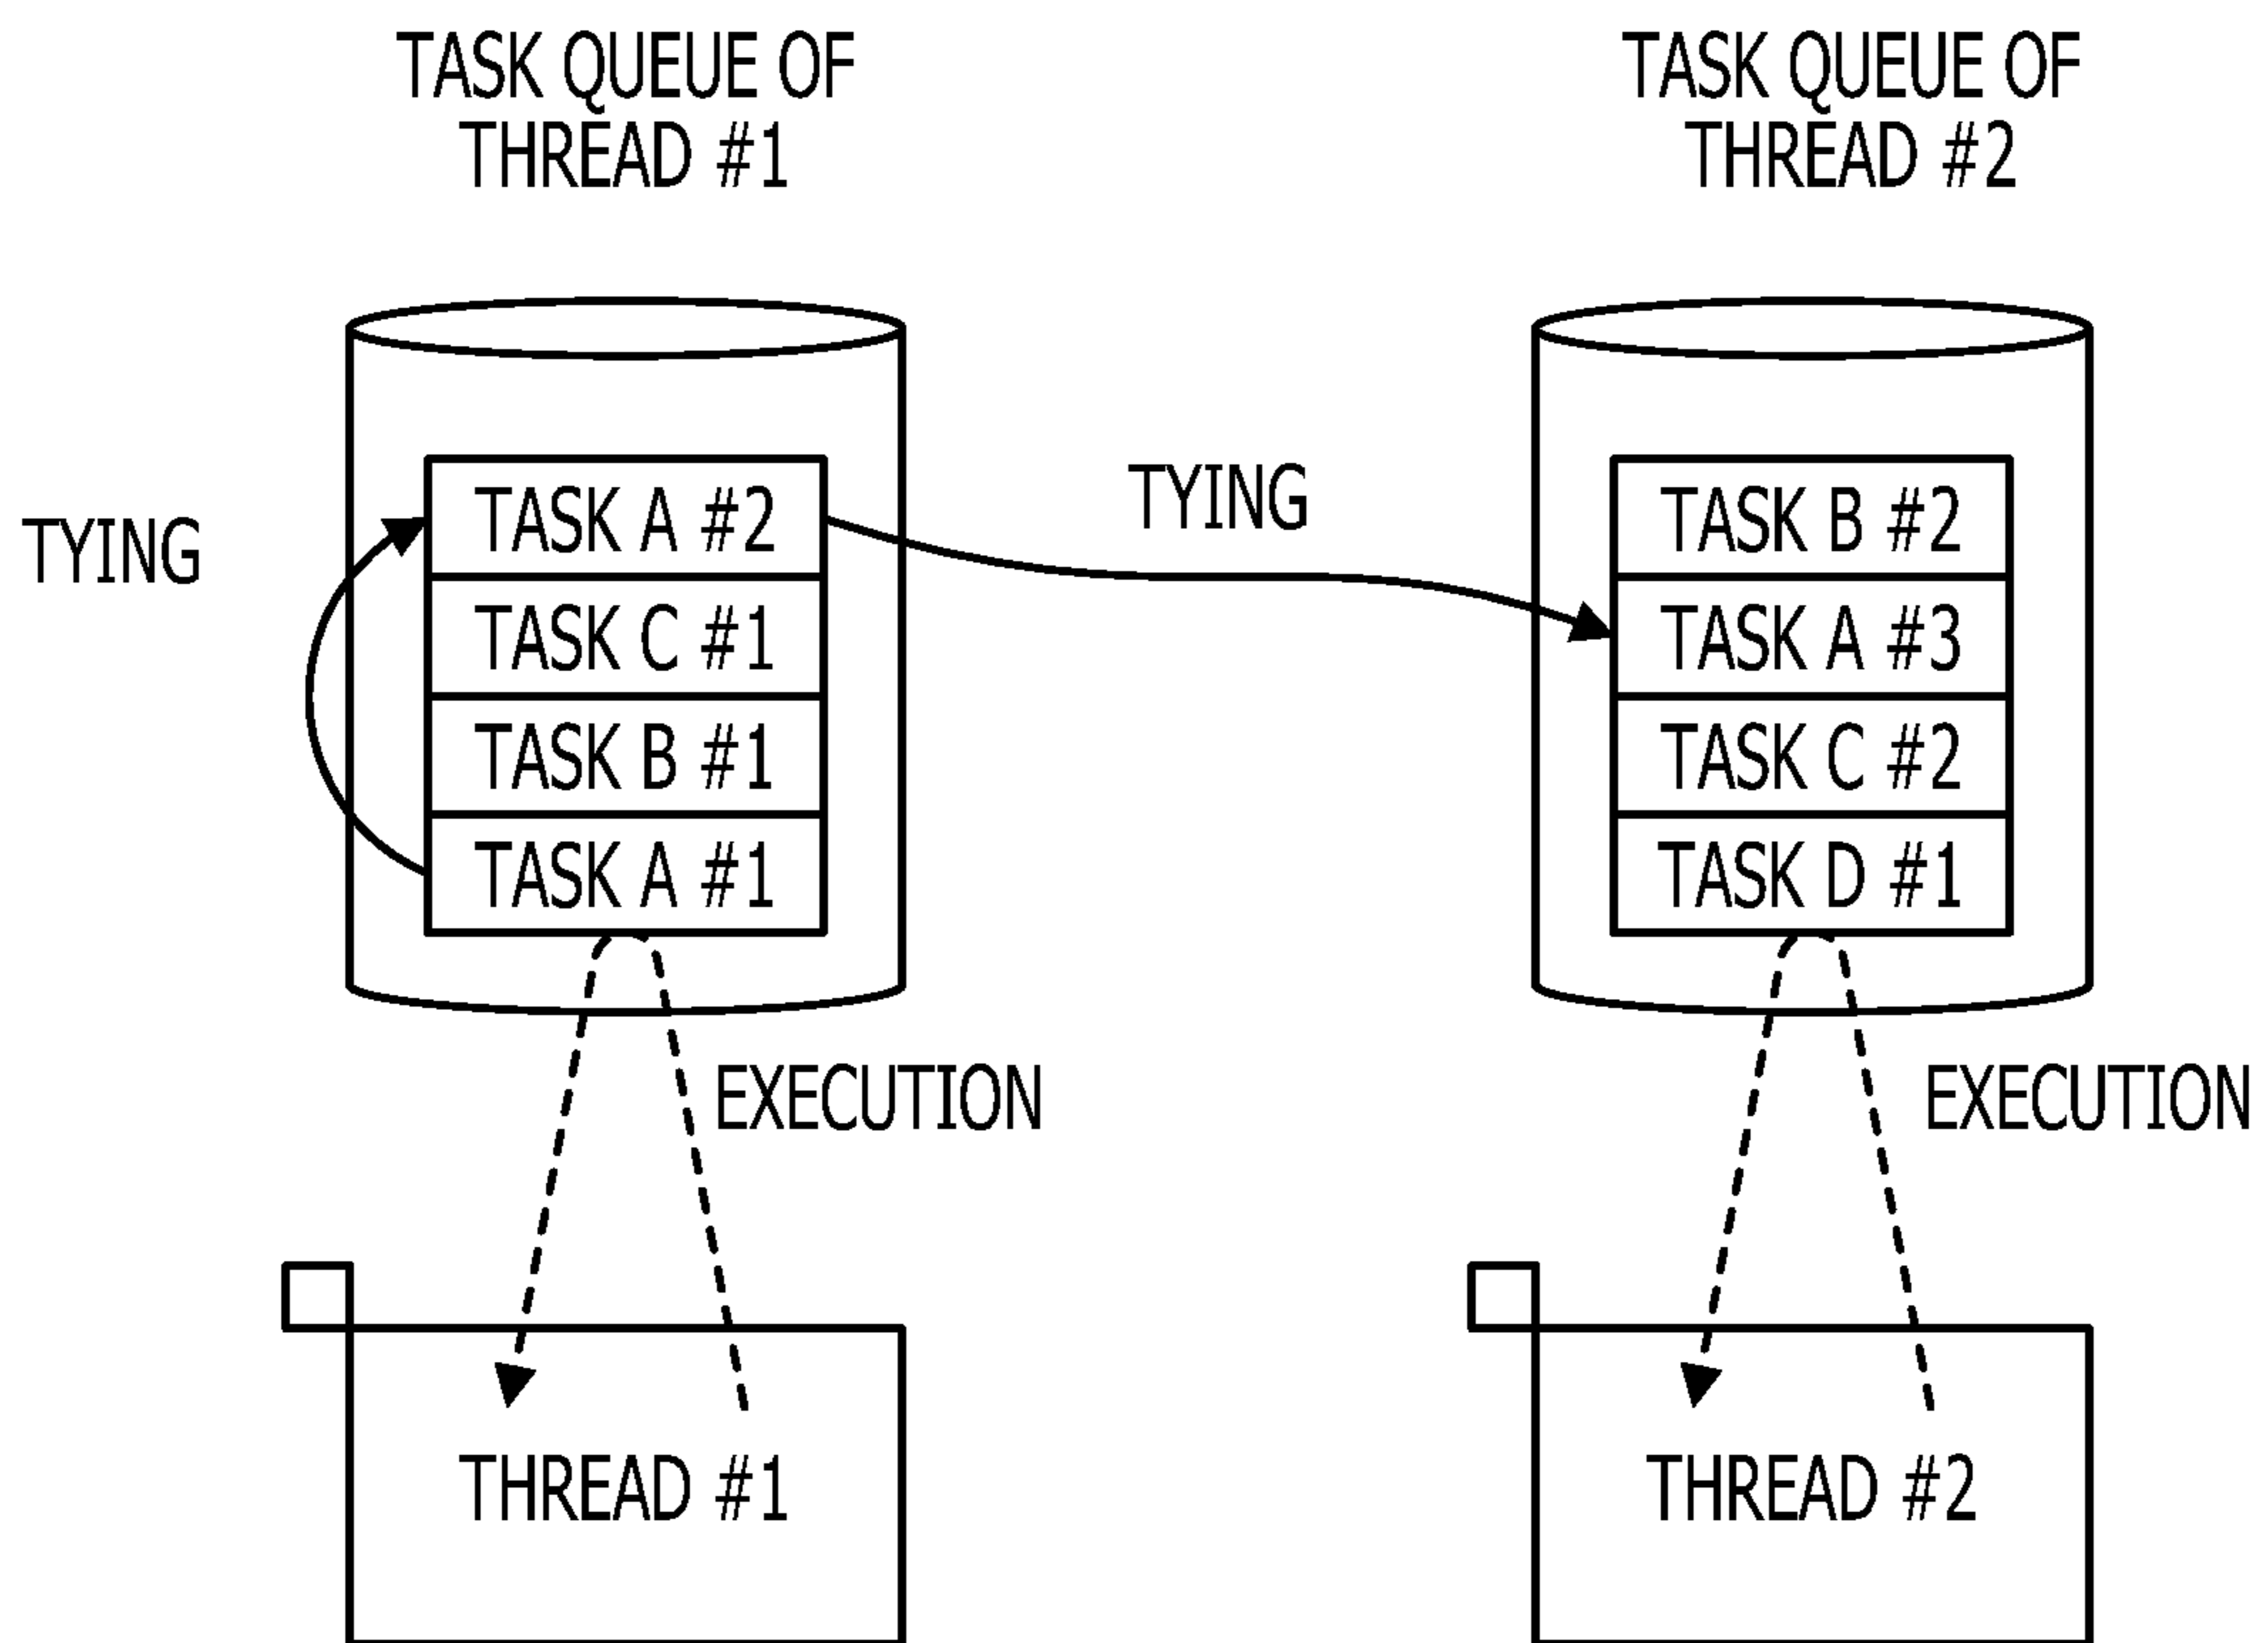 TASK QUEUE OF
THREAD #1
TASK QUEUE OF
THREAD #2
TYING
TASK A #2
TASK C #1
TASK B #1
TASK A #1
TYING
TASK B #2
TASK A #3
TASK C #2
TASK D #1
EXECUTION
EXECUTION
THREAD #1
THREAD #2